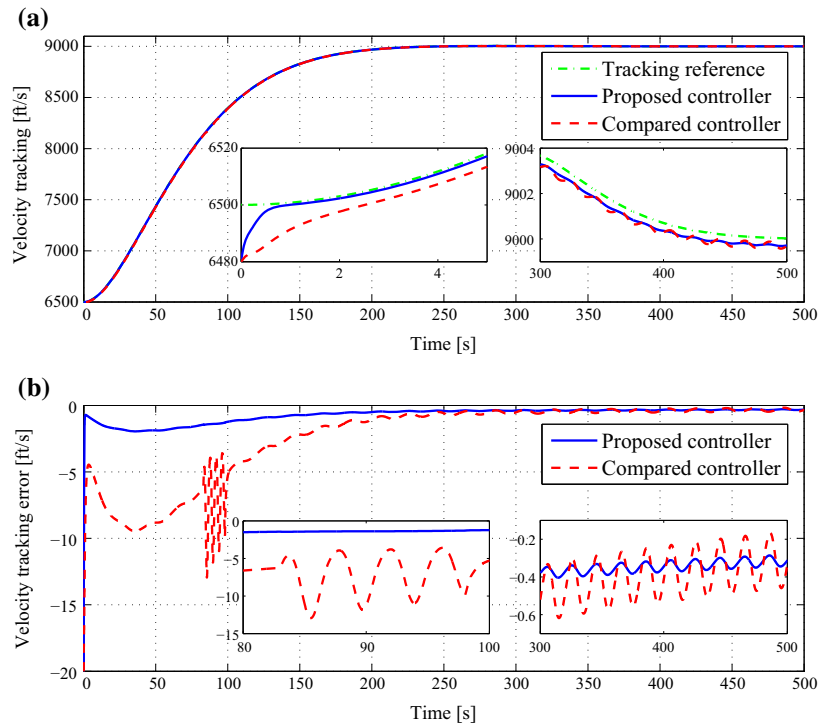 (a)
9000
8500
8000
7500
7000
6500
Velocity tracking [ft/s]
Tracking reference
Proposed controller
Compared controller
6520
6500
6480
0 2 4
9004
9000
300 400 500
0 50 100 150 200 250 300 350 400 450 500
Time [s]
(b)
0
−5
−10
−15
−20
Velocity tracking error [ft/s]
Proposed controller
Compared controller
0
−5
−10
−15
80 90 100
−0.2
−0.4
−0.6
300 400 500
0 50 100 150 200 250 300 350 400 450 500
Time [s]